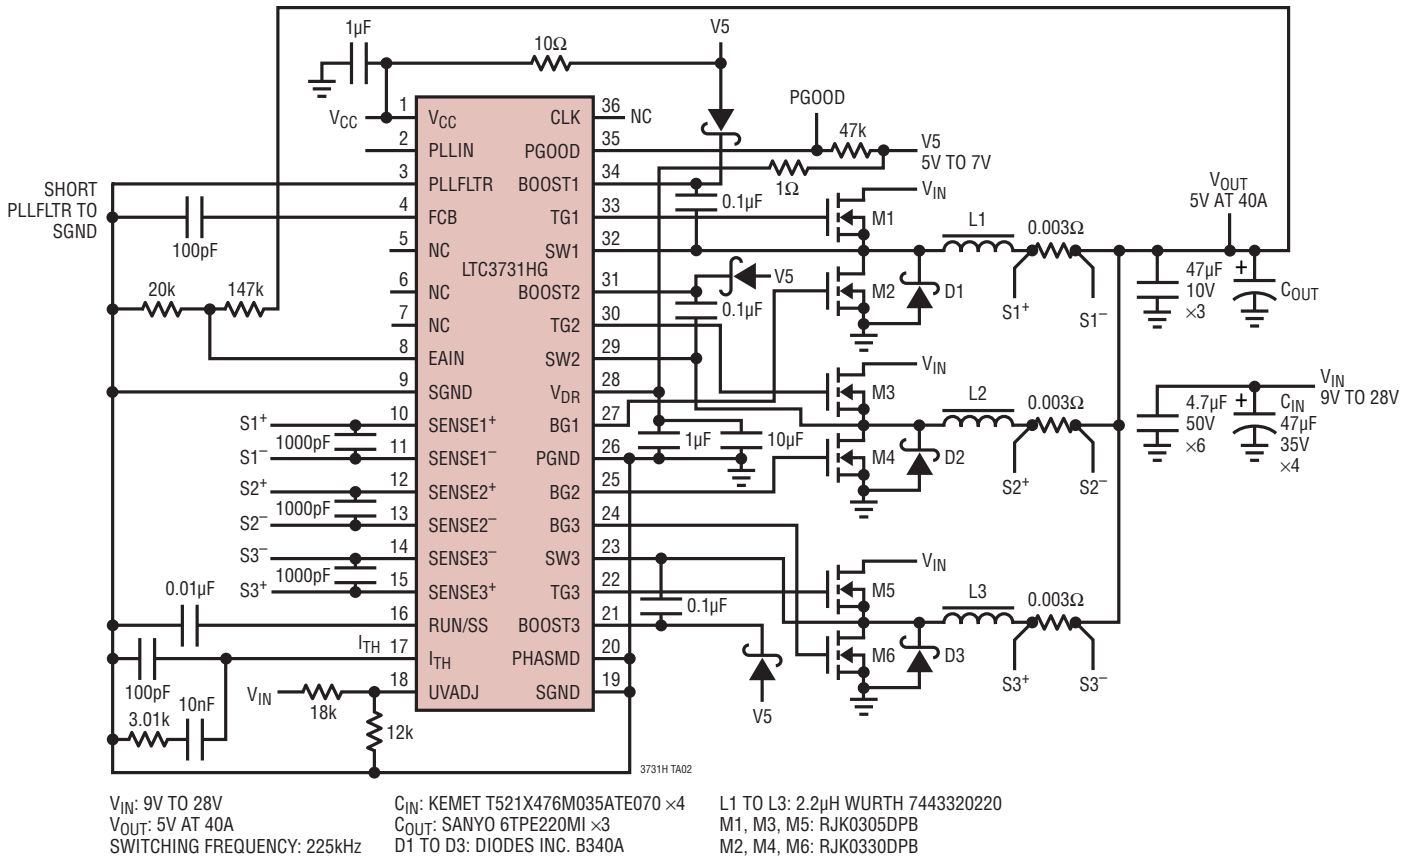 1µF
10Ω
V5
PGOOD
47k
V5
5V TO 7V
1Ω
VCC
1
VCC
CLK
36
NC
2
PLLIN
PGOOD
35
3
PLLFLTR
BOOST1
34
SHORT
PLLFLTR TO
SGND
4
FCB
TG1
33
100pF
5
NC
SW1
32
LTC3731HG
6
NC
BOOST2
31
7
NC
TG2
30
20k
147k
8
EAIN
SW2
29
9
SGND
VDR
28
S1+
10
SENSE1+
BG1
27
1000pF
S1–
11
SENSE1–
PGND
26
S2+
12
SENSE2+
BG2
25
1000pF
S2–
13
SENSE2–
BG3
24
S3–
14
SENSE3–
SW3
23
1000pF
S3+
15
SENSE3+
TG3
22
0.01µF
16
RUN/SS
BOOST3
21
ITH
17
ITH
PHASMD
20
100pF
18
UVADJ
SGND
19
VIN
18k
12k
10nF
3.01k
0.1µF
V5
0.1µF
1µF
10µF
0.1µF
V5
VIN
M1
M2
D1
L1
0.003Ω
S1+
S1–
VOUT
5V AT 40A
47µF
10V
×3
+
COUT
VIN
M3
M4
D2
L2
0.003Ω
S2+
S2–
VIN
9V TO 28V
4.7µF
50V
×6
+
CIN
47µF
35V
×4
VIN
M5
M6
D3
L3
0.003Ω
S3+
S3–
3731H TA02
VIN: 9V TO 28V
VOUT: 5V AT 40A
SWITCHING FREQUENCY: 225kHz
CIN: KEMET T521X476M035ATE070 ×4
COUT: SANYO 6TPE220MI ×3
D1 TO D3: DIODES INC. B340A
L1 TO L3: 2.2µH WURTH 7443320220
M1, M3, M5: RJK0305DPB
M2, M4, M6: RJK0330DPB